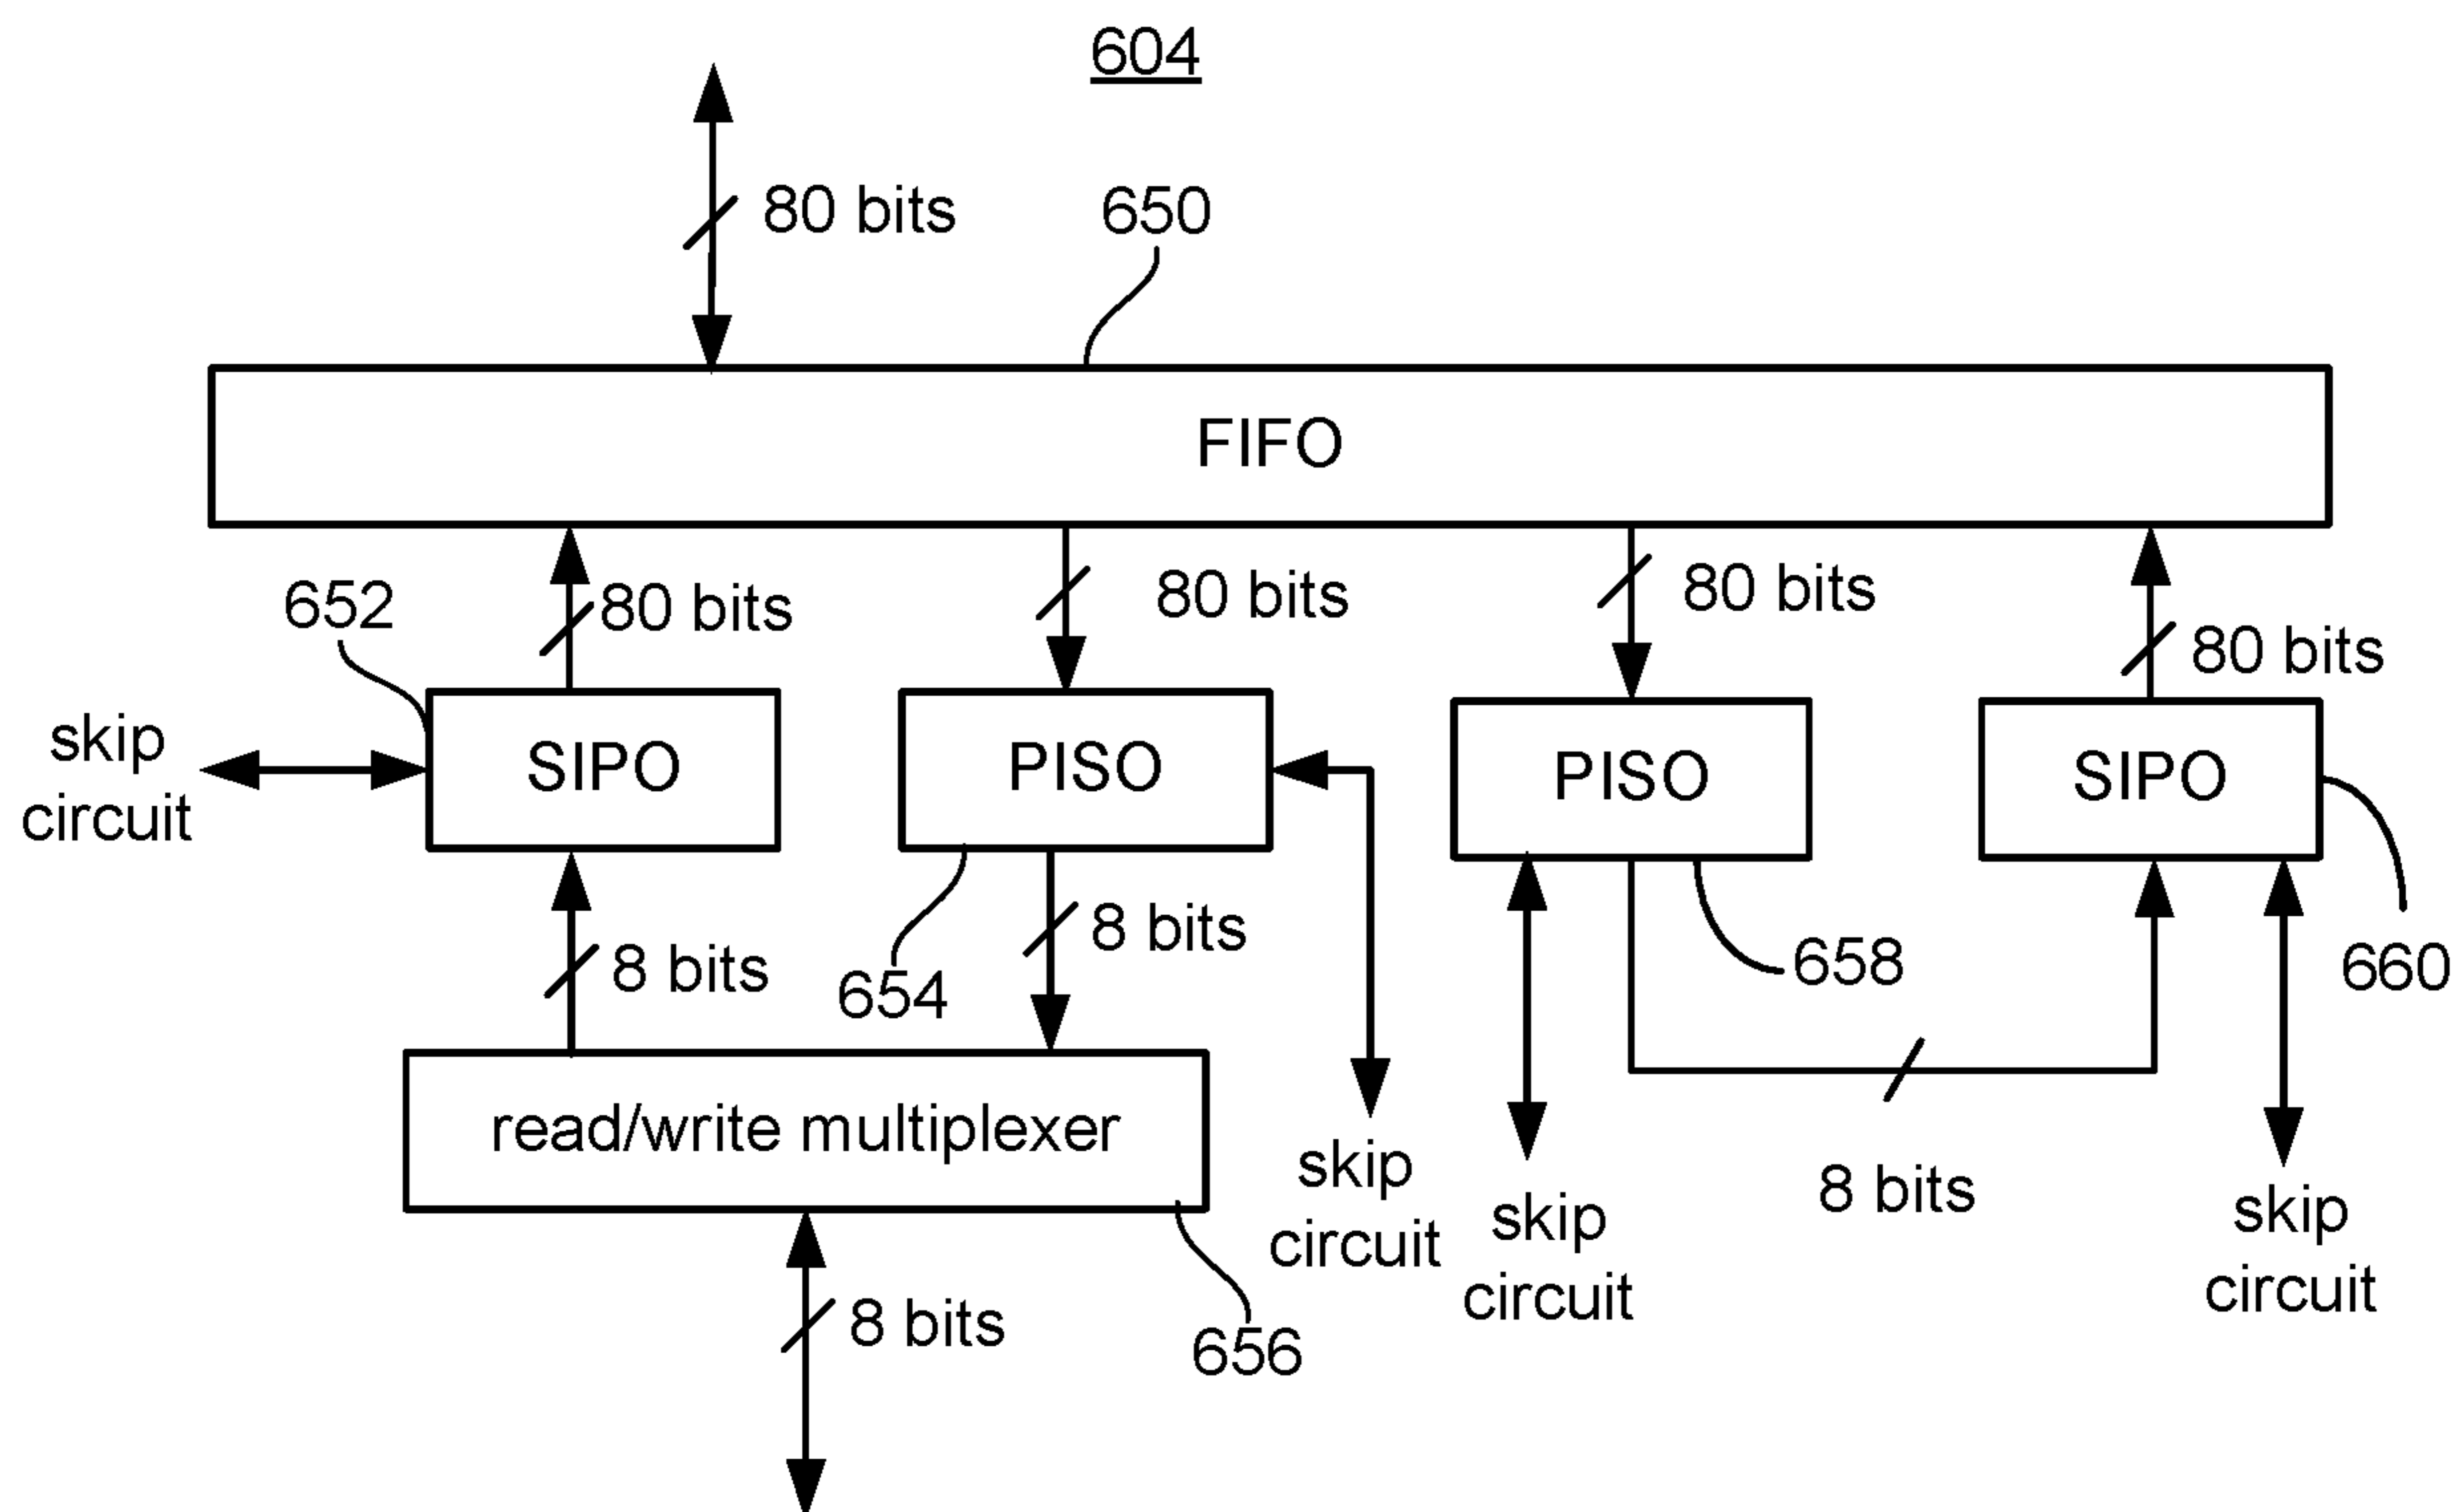 604
80 bits
650
FIFO
652
80 bits
80 bits
80 bits
80 bits
skip
circuit
SIPO
PISO
PISO
SIPO
8 bits
654
8 bits
658
660
read/write multiplexer
skip
circuit
skip
circuit
8 bits
skip
circuit
8 bits
656